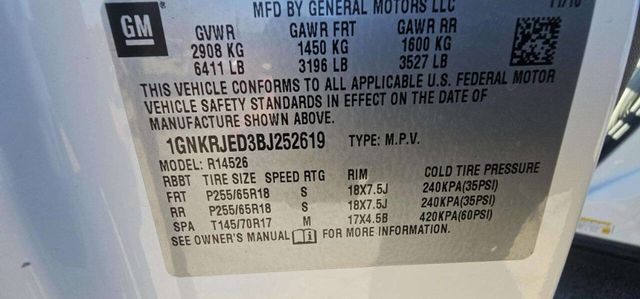 MFD BY GENERAL MOTORS LLC
GM
GVWR GAWR FRT GAWR RR
2908 KG 1450 KG 1600 KG
6411 LB 3196 LB 3527 LB
THIS VEHICLE CONFORMS TO ALL APPLICABLE U.S. FEDERAL MOTOR
VEHICLE SAFETY STANDARDS IN EFFECT ON THE DATE OF
MANUFACTURE SHOWN ABOVE.
1GNKRJED3BJ252619 TYPE: M.P.V.
MODEL: R14526
RBBT TIRE SIZE SPEED RTG RIM COLD TIRE PRESSURE
FRT P255/65R18 S 18X7.5J 240KPA(35PSI)
RR P255/65R18 S 18X7.5J 240KPA(35PSI)
SPA T145/70R17 M 17X4.5B 420KPA(60PSI)
SEE OWNER'S MANUAL i FOR MORE INFORMATION